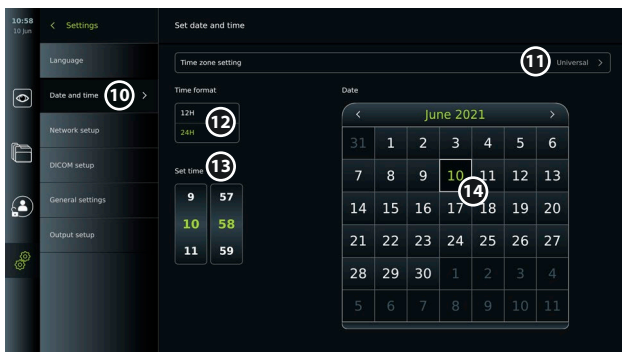 10:58
10 Jun
Settings
Language
Date and time 10
Network setup
DICOM setup
General settings
Output setup
Set date and time
Time zone setting 11 Universal
Time format
12H
24H
12
Set time 13
9 57
10 58
11 59
Date
June 2021
31 1 2 3 4 5 6
7 8 9 10 11 12 13
14
14 15 16 17 18 19 20
21 22 23 24 25 26 27
28 29 30 1 2 3 4
5 6 7 8 9 10 11